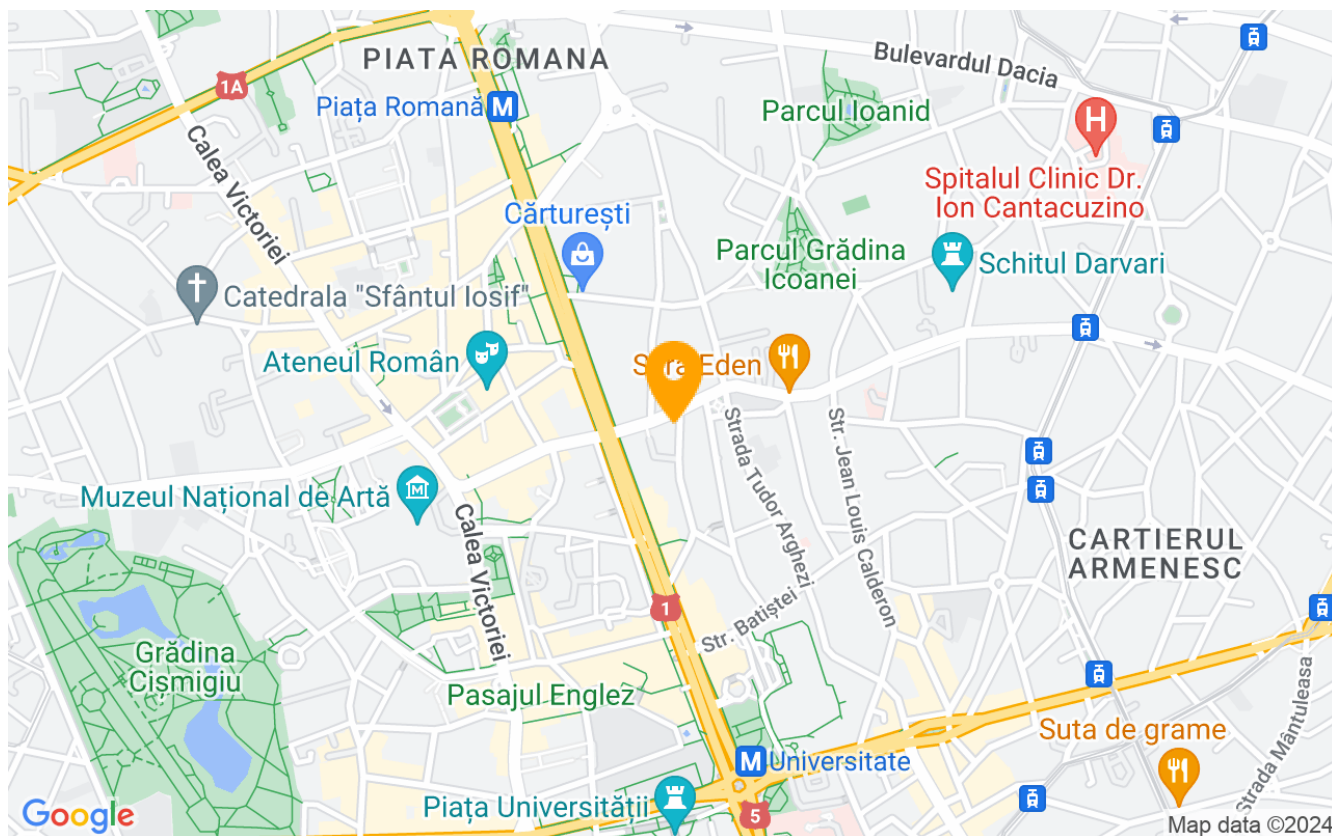 Bulevardul Dacia
PIAȚA ROMANA
1A
Piața Romană
M
Parcul Ioanid
H
Calea Victoriei
Spitalul Clinic Dr.
Ion Cantacuzino
Cărturești
Parcul Grădina
Icoanei
Schitul Darvari
Catedrala "Sfântul Iosif"
Ateneul Român
Eden
Strada Tudor Arghezi
Str. Jean Louis Calderon
Muzeul Național de Artă
M
Calea Victoriei
CARTIERUL
ARMENESC
1
Str. Batiștei
Grădina
Cișmigiu
Pasajul Englez
Strada Mântuleasa
Suta de grame
M
Universitate
Piața Universității
5
Google
Map data ©2024